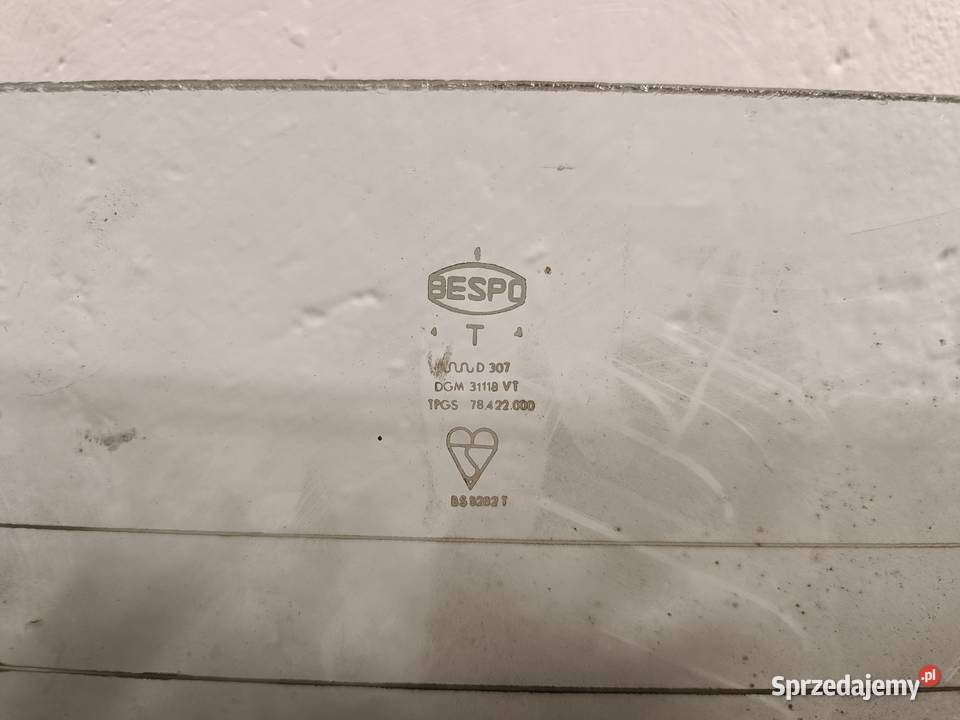 BESPO
T
D 307
DGM 31118 VT
TPGS 78.422.000
BS 5282 T
Sprzedajemy.pl